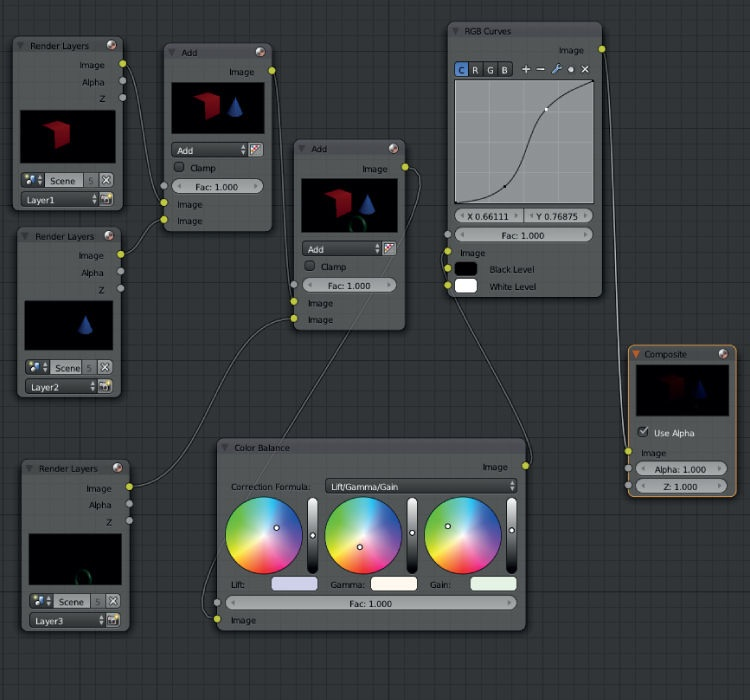 Render Layers
Image
Alpha
Z
Scene 5
Layer1
Add
Image
Add
Clamp
Fac: 1.000
Image
Image
Add
Image
Add
Clamp
Fac: 1.000
Image
Image
RGB Curves
Image
C R G B
X 0.66111 Y 0.76875
Fac: 1.000
Image
Black Level
White Level
Render Layers
Image
Alpha
Z
Scene 5
Layer2
Composite
Use Alpha
Image
Alpha: 1.000
Z: 1.000
Render Layers
Image
Alpha
Z
Scene 5
Layer3
Color Balance
Image
Correction Formula: Lift/Gamma/Gain
Lift: Gamma: Gain:
Fac: 1.000
Image